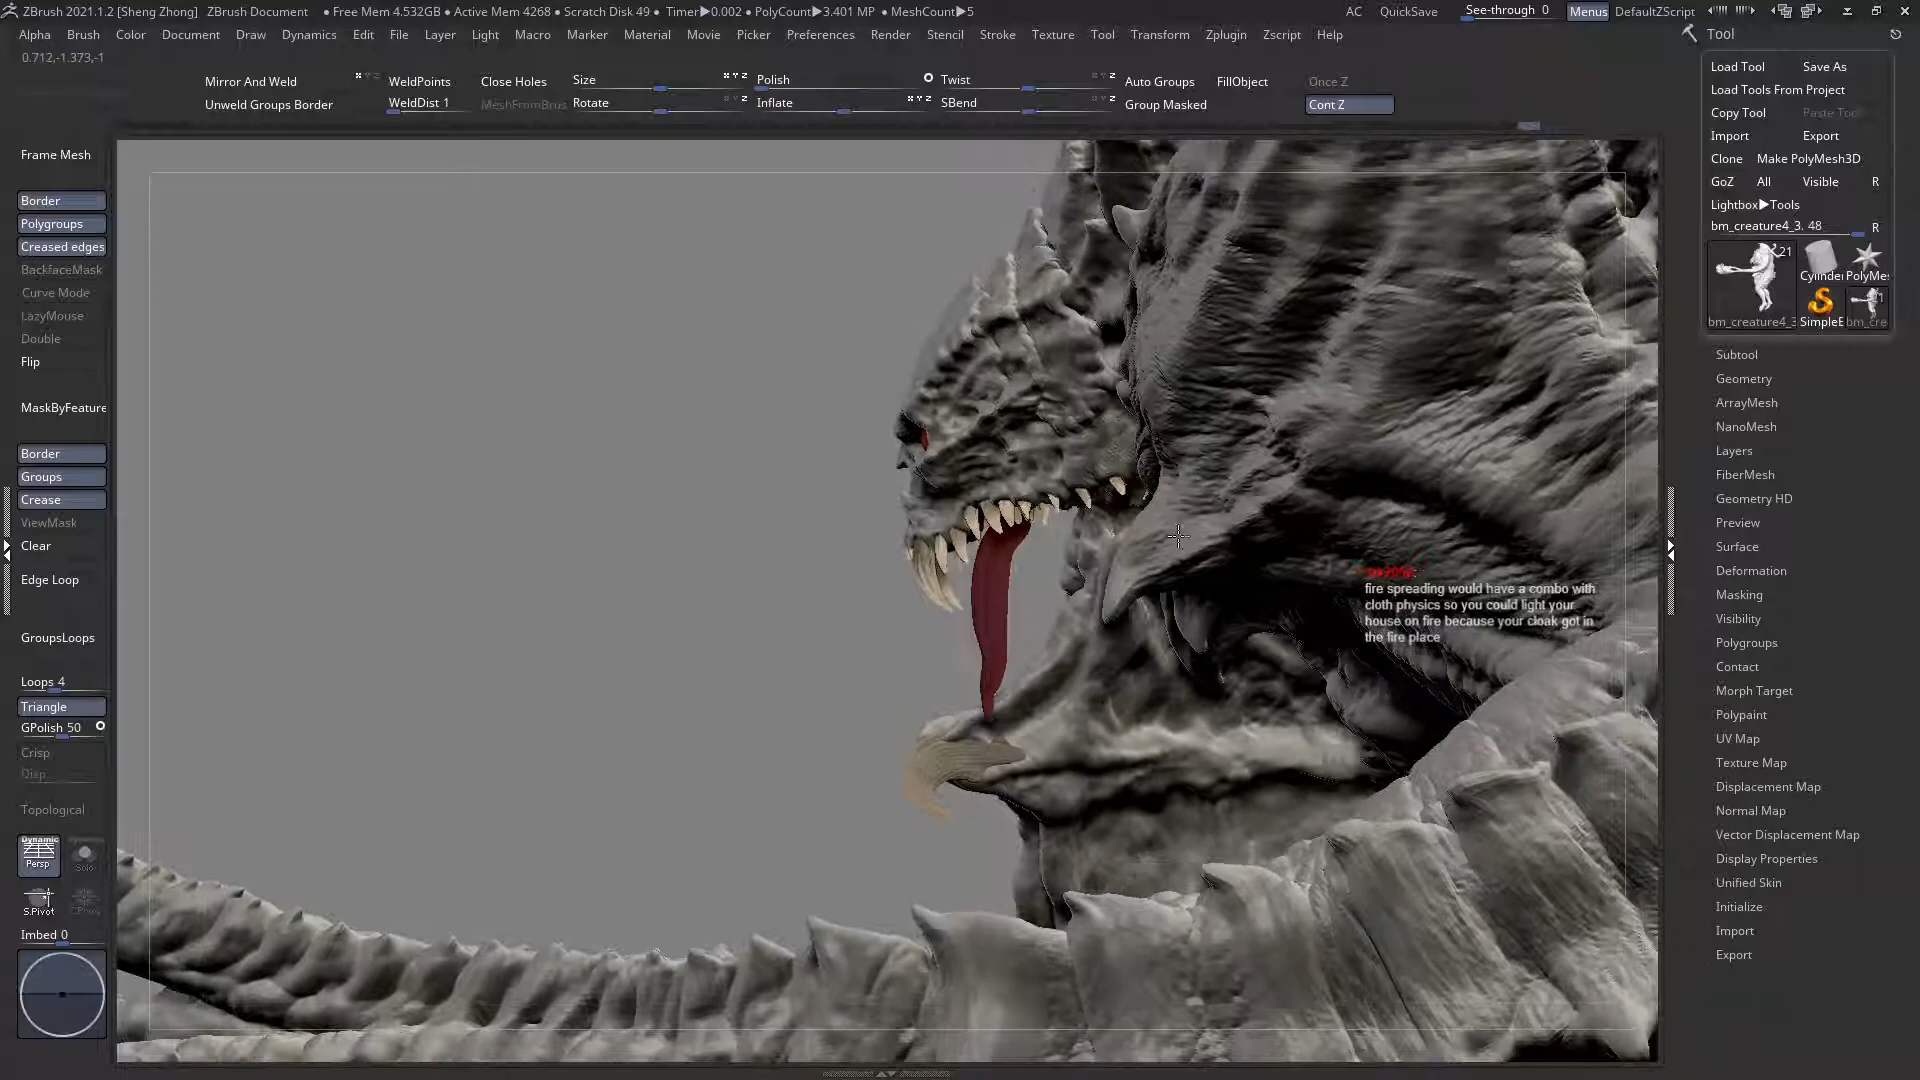 ZBrush 2021.1.2 [Sheng Zhong] ZBrush Document • Free Mem 4.532GB • Active Mem 4268 • Scratch Disk 49 • Timer▶0.002 • PolyCount▶3.401 MP • MeshCount▶5 AC QuickSave See-through 0 Menus DefaultZScript
Alpha Brush Color Document Draw Dynamics Edit File Layer Light Macro Marker Material Movie Picker Preferences Render Stencil Stroke Texture Tool Transform Zplugin Zscript Help
0.712,-1.373,-1
Mirror And Weld WeldPoints Close Holes Size Polish Twist Auto Groups FillObject Once Z
Unweld Groups Border WeldDist 1 MeshFromBrus Rotate Inflate SBend Group Masked Cont Z
Frame Mesh
Border
Polygroups
Creased edges
BackfaceMask
Curve Mode
LazyMouse
Double
Flip
MaskByFeature
Border
Groups
Crease
ViewMask
Clear
Edge Loop
GroupsLoops
Loops 4
Triangle
GPolish 50
Crisp
Disp
Topological
Dynamic
Persp
Solo
S.Pivot
Imbed 0
fire spreading would have a combo with
cloth physics so you could light your
house on fire because your cloak got in
the fire place
Tool
Load Tool Save As
Load Tools From Project
Copy Tool Paste Too
Import Export
Clone Make PolyMesh3D
GoZ All Visible R
Lightbox▶Tools
bm_creature4_3. 48 R
21
Cylinder PolyMes
bm_creature4_3 SimpleE bm_cre
Subtool
Geometry
ArrayMesh
NanoMesh
Layers
FiberMesh
Geometry HD
Preview
Surface
Deformation
Masking
Visibility
Polygroups
Contact
Morph Target
Polypaint
UV Map
Texture Map
Displacement Map
Normal Map
Vector Displacement Map
Display Properties
Unified Skin
Initialize
Import
Export